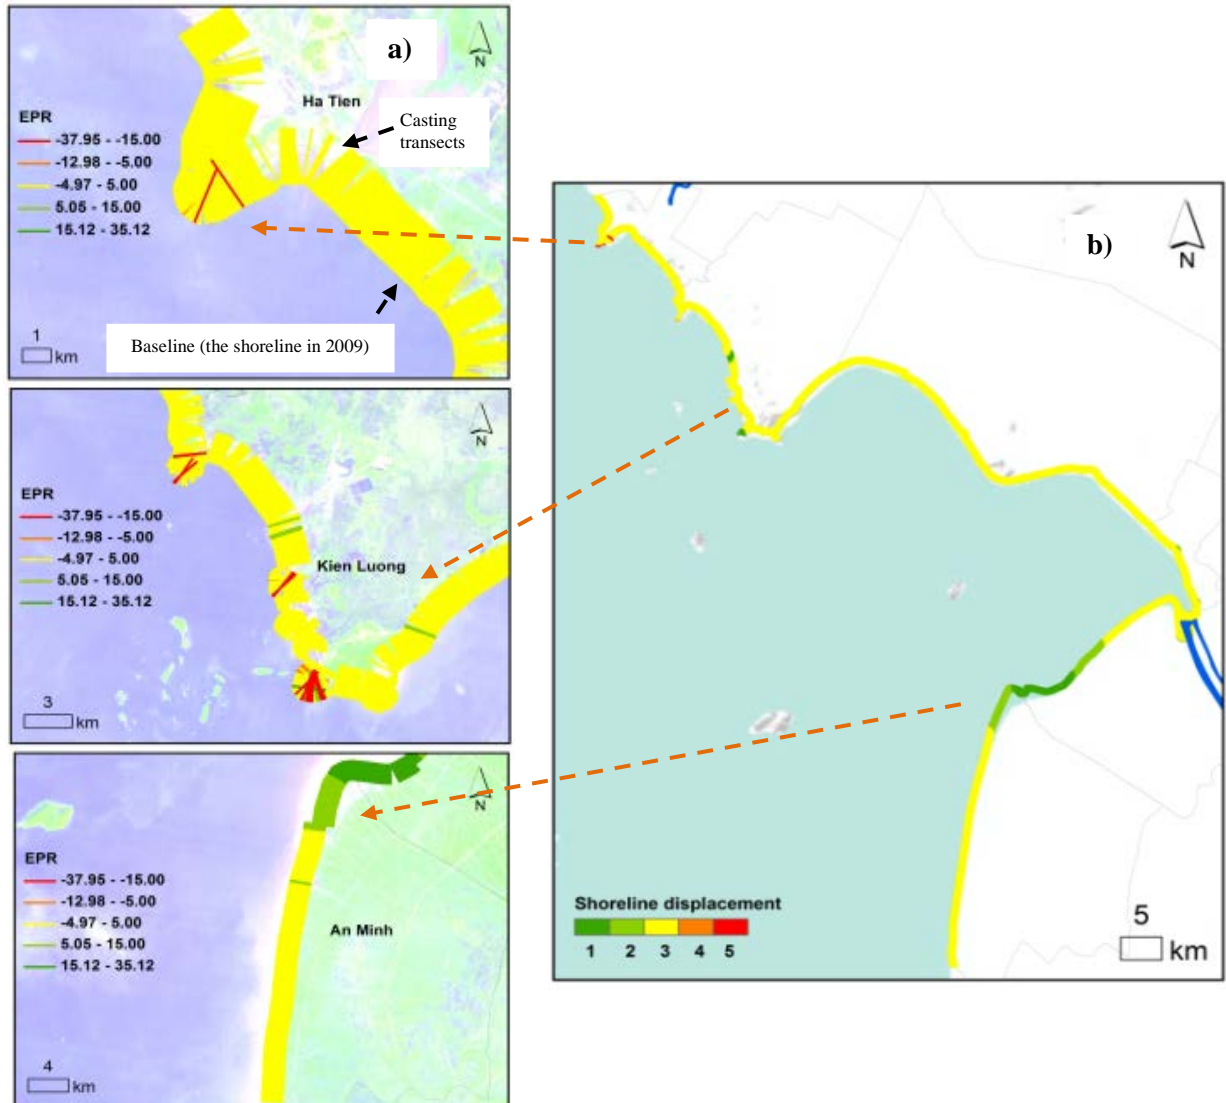 a)
N
Ha Tien
Casting
transects
EPR
-37.95 - -15.00
-12.98 - -5.00
-4.97 - 5.00
5.05 - 15.00
15.12 - 35.12
Baseline (the shoreline in 2009)
1
km
N
EPR
-37.95 - -15.00
-12.98 - -5.00
-4.97 - 5.00
5.05 - 15.00
15.12 - 35.12
Kien Luong
3
km
N
EPR
-37.95 - -15.00
-12.98 - -5.00
-4.97 - 5.00
5.05 - 15.00
15.12 - 35.12
An Minh
4
km
b)
N
Shoreline displacement
1 2 3 4 5
5
km